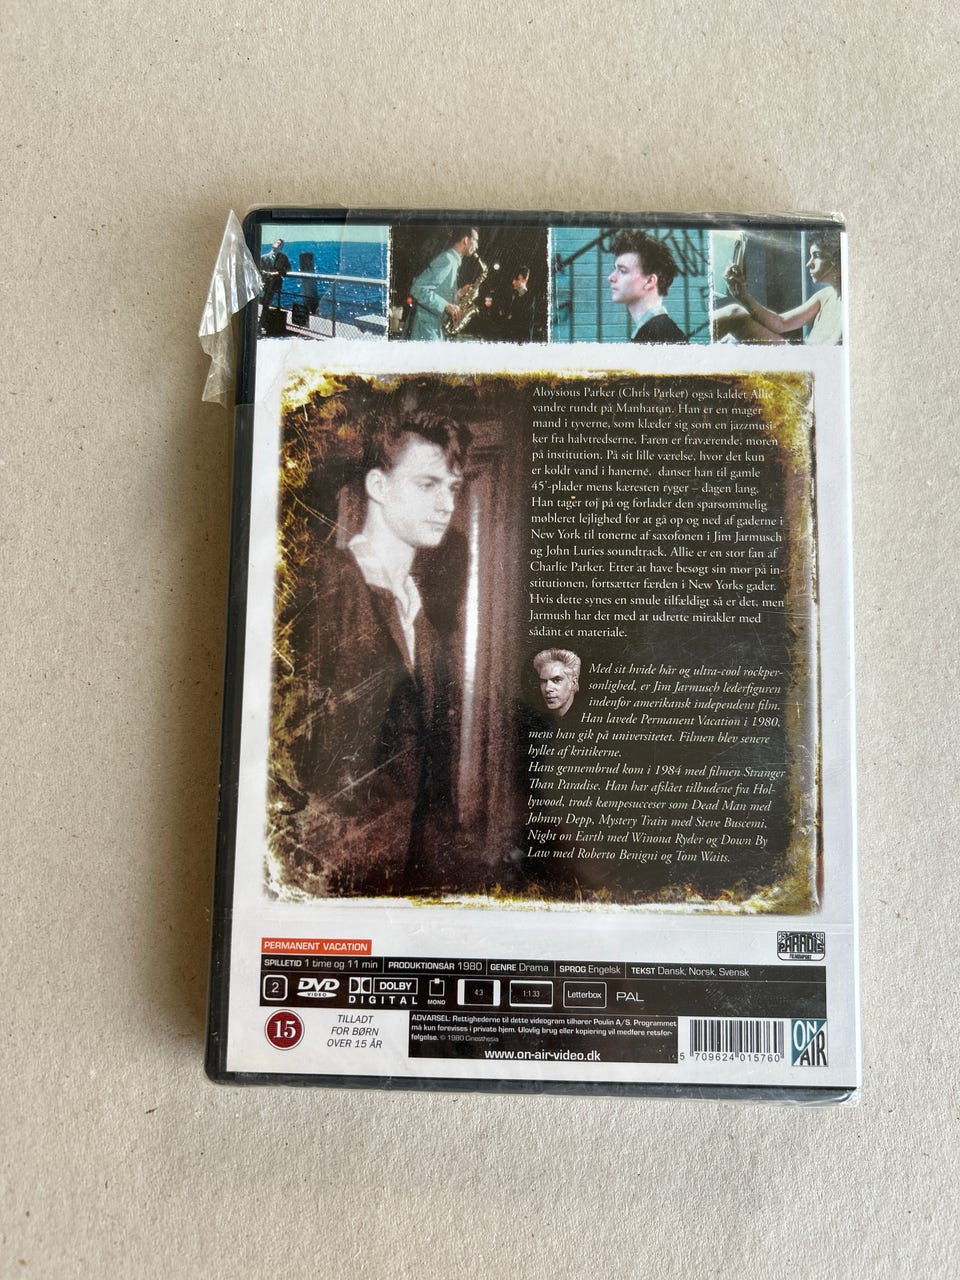 Aloysious Parker (Chris Parker) også kaldet Allie
vandre rundt på Manhattan. Han er en mager
mand i tyverne, som klæder sig som en jazzmusi-
ker fra halvtredserne. Faren er fraværende, moren
på institution. På sit lille værelse, hvor det kun
er koldt vand i hanerne, danser han til gamle
45'-plader mens kæresten ryger – dagen lang.
Han tager tøj på og forlader den sparsommelig
møbleret lejlighed for at gå op og ned af gaderne i
New York til tonerne af saxofonen i Jim Jarmusch
og John Luries soundtrack. Allie er en stor fan af
Charlie Parker. Efter at have besøgt sin mor på in-
stitutionen, fortsætter færden i New Yorks gader.
Hvis dette synes en smule tilfældigt så er det, men
Jarmush har det med at udrette mirakler med
sådant et materiale.
Med sit hvide hår og ultra-cool rockper-
sonlighed, er Jim Jarmusch lederfiguren
indenfor amerikansk independent film.
Han lavede Permanent Vacation i 1980,
mens han gik på universitetet. Filmen blev senere
hyllet af kritikerne.
Hans gennembrud kom i 1984 med filmen Stranger
Than Paradise. Han har afslået tilbudene fra Hol-
lywood, trods kæmpesucceser som Dead Man med
Johnny Depp, Mystery Train med Steve Buscemi,
Night on Earth med Winona Ryder og Down By
Law med Roberto Benigni og Tom Waits.
PERMANENT VACATION
PARADIS
SPILLETID 1 time og 11 min PRODUKTIONSÅR 1980 GENRE Drama SPROG Engelsk TEKST Dansk, Norsk, Svensk
2 DVD VIDEO DOLBY DIGITAL MONO 4:3 1:1.33 Letterbox PAL
15 TILLADT
FOR BØRN
OVER 15 ÅR
ADVARSEL: Rettighederne til dette videogram tilhører Poulin A/S. Programmet
må kun forevises i private hjem. Ulovlig brug eller kopiering vil medføre retsfor-
følgelse. © 1980 Cinesthesia
www.on-air-video.dk
5 709624 015760
ON AIR